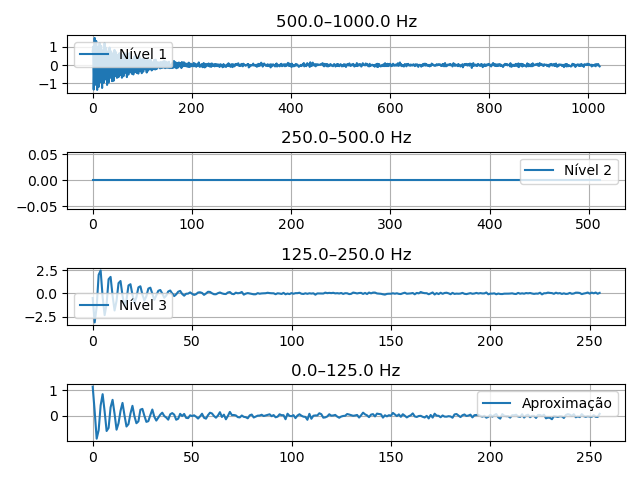 500.0–1000.0 Hz
1
0
−1
Nível 1
0 200 400 600 800 1000
250.0–500.0 Hz
0.05
0.00
−0.05
Nível 2
0 100 200 300 400 500
125.0–250.0 Hz
2.5
0.0
−2.5
Nível 3
0 50 100 150 200 250
0.0–125.0 Hz
1
0
Aproximação
0 50 100 150 200 250